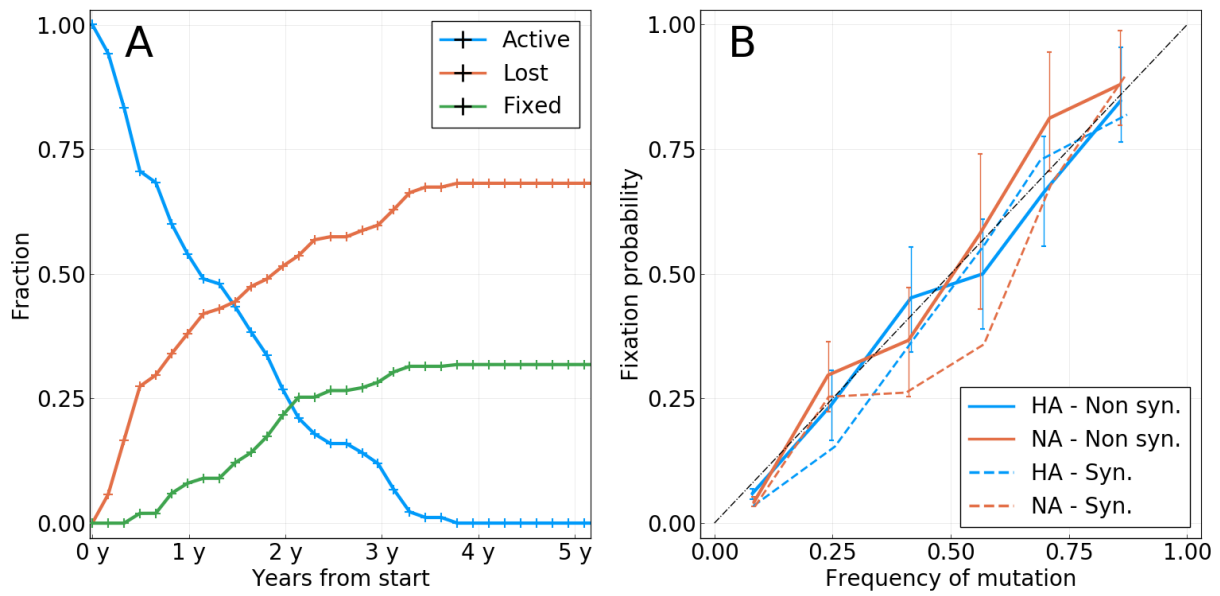 A
Active
Lost
Fixed
1.00
0.75
0.50
0.25
0.00
Fraction
0 y
1 y
2 y
3 y
4 y
5 y
Years from start
B
1.00
0.75
0.50
0.25
0.00
Fixation probability
HA - Non syn.
NA - Non syn.
HA - Syn.
NA - Syn.
0.00
0.25
0.50
0.75
1.00
Frequency of mutation